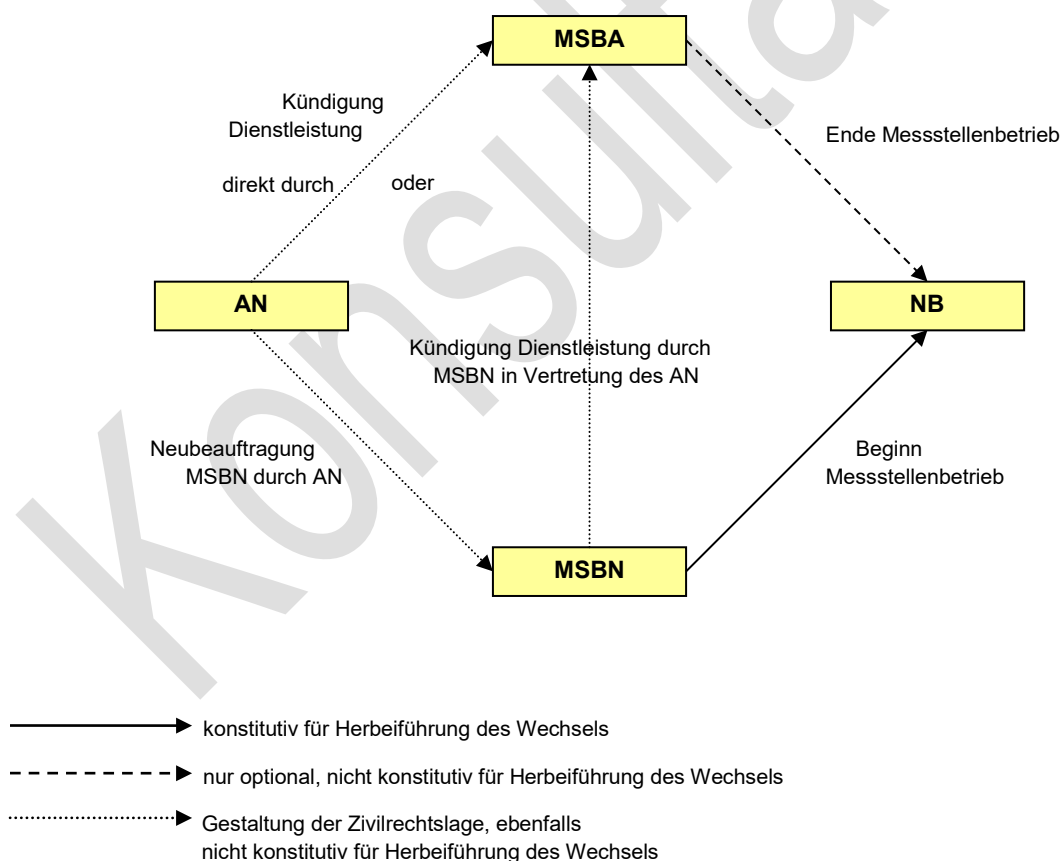 MSBA
Kündigung
Dienstleistung
Ende Messstellenbetrieb
direkt durch oder
AN
NB
Kündigung Dienstleistung durch
MSBN in Vertretung des AN
Neubeauftragung
MSBN durch AN
Beginn
Messstellenbetrieb
MSBN
konstitutiv für Herbeiführung des Wechsels
nur optional, nicht konstitutiv für Herbeiführung des Wechsels
Gestaltung der Zivilrechtslage, ebenfalls
nicht konstitutiv für Herbeiführung des Wechsels
Konsulta